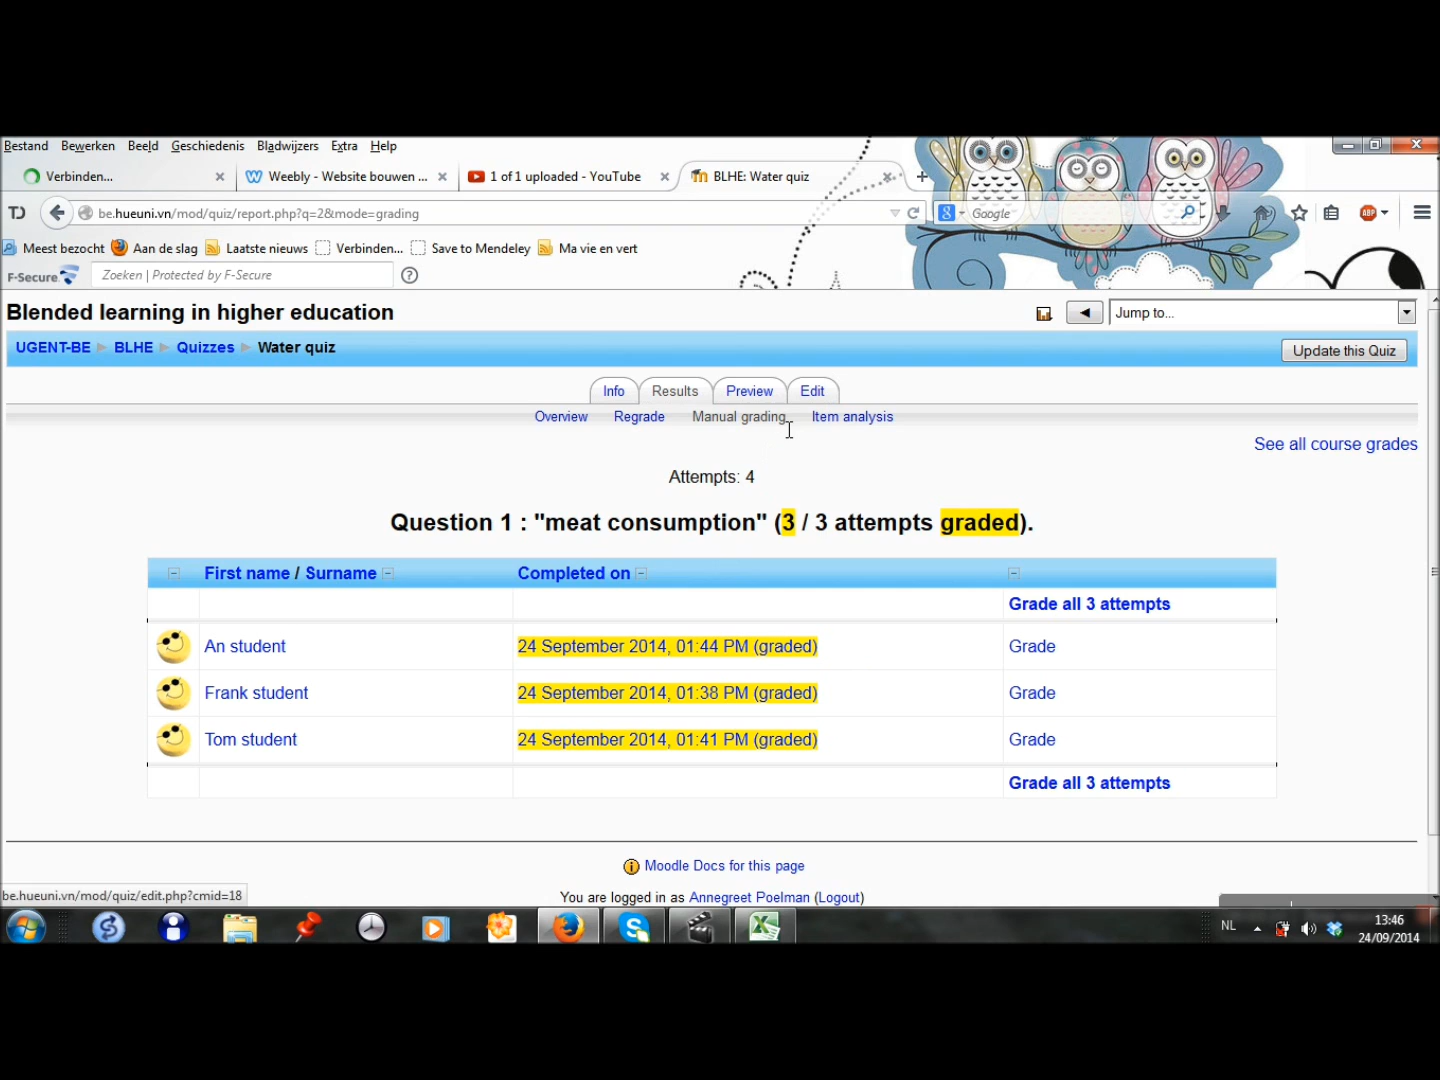 Bestand Bewerken Beeld Geschiedenis Bladwijzers Extra Help
Verbinden... Weebly - Website bouwen ... 1 of 1 uploaded - YouTube BLHE: Water quiz
be.hueuni.vn/mod/quiz/report.php?q=2&mode=grading Google ABP
Meest bezocht Aan de slag Laatste nieuws Verbinden... Save to Mendeley Ma vie en vert
F-Secure Zoeken | Protected by F-Secure
Blended learning in higher education Jump to...
UGENT-BE BLHE Quizzes Water quiz Update this Quiz
Info Results Preview Edit
Overview Regrade Manual grading Item analysis
See all course grades
Attempts: 4
Question 1 : "meat consumption" (3 / 3 attempts graded).
First name / Surname Completed on
Grade all 3 attempts
An student 24 September 2014, 01:44 PM (graded) Grade
Frank student 24 September 2014, 01:38 PM (graded) Grade
Tom student 24 September 2014, 01:41 PM (graded) Grade
Grade all 3 attempts
Moodle Docs for this page
be.hueuni.vn/mod/quiz/edit.php?cmid=18
You are logged in as Annegreet Poelman (Logout)
NL 13:46
24/09/2014